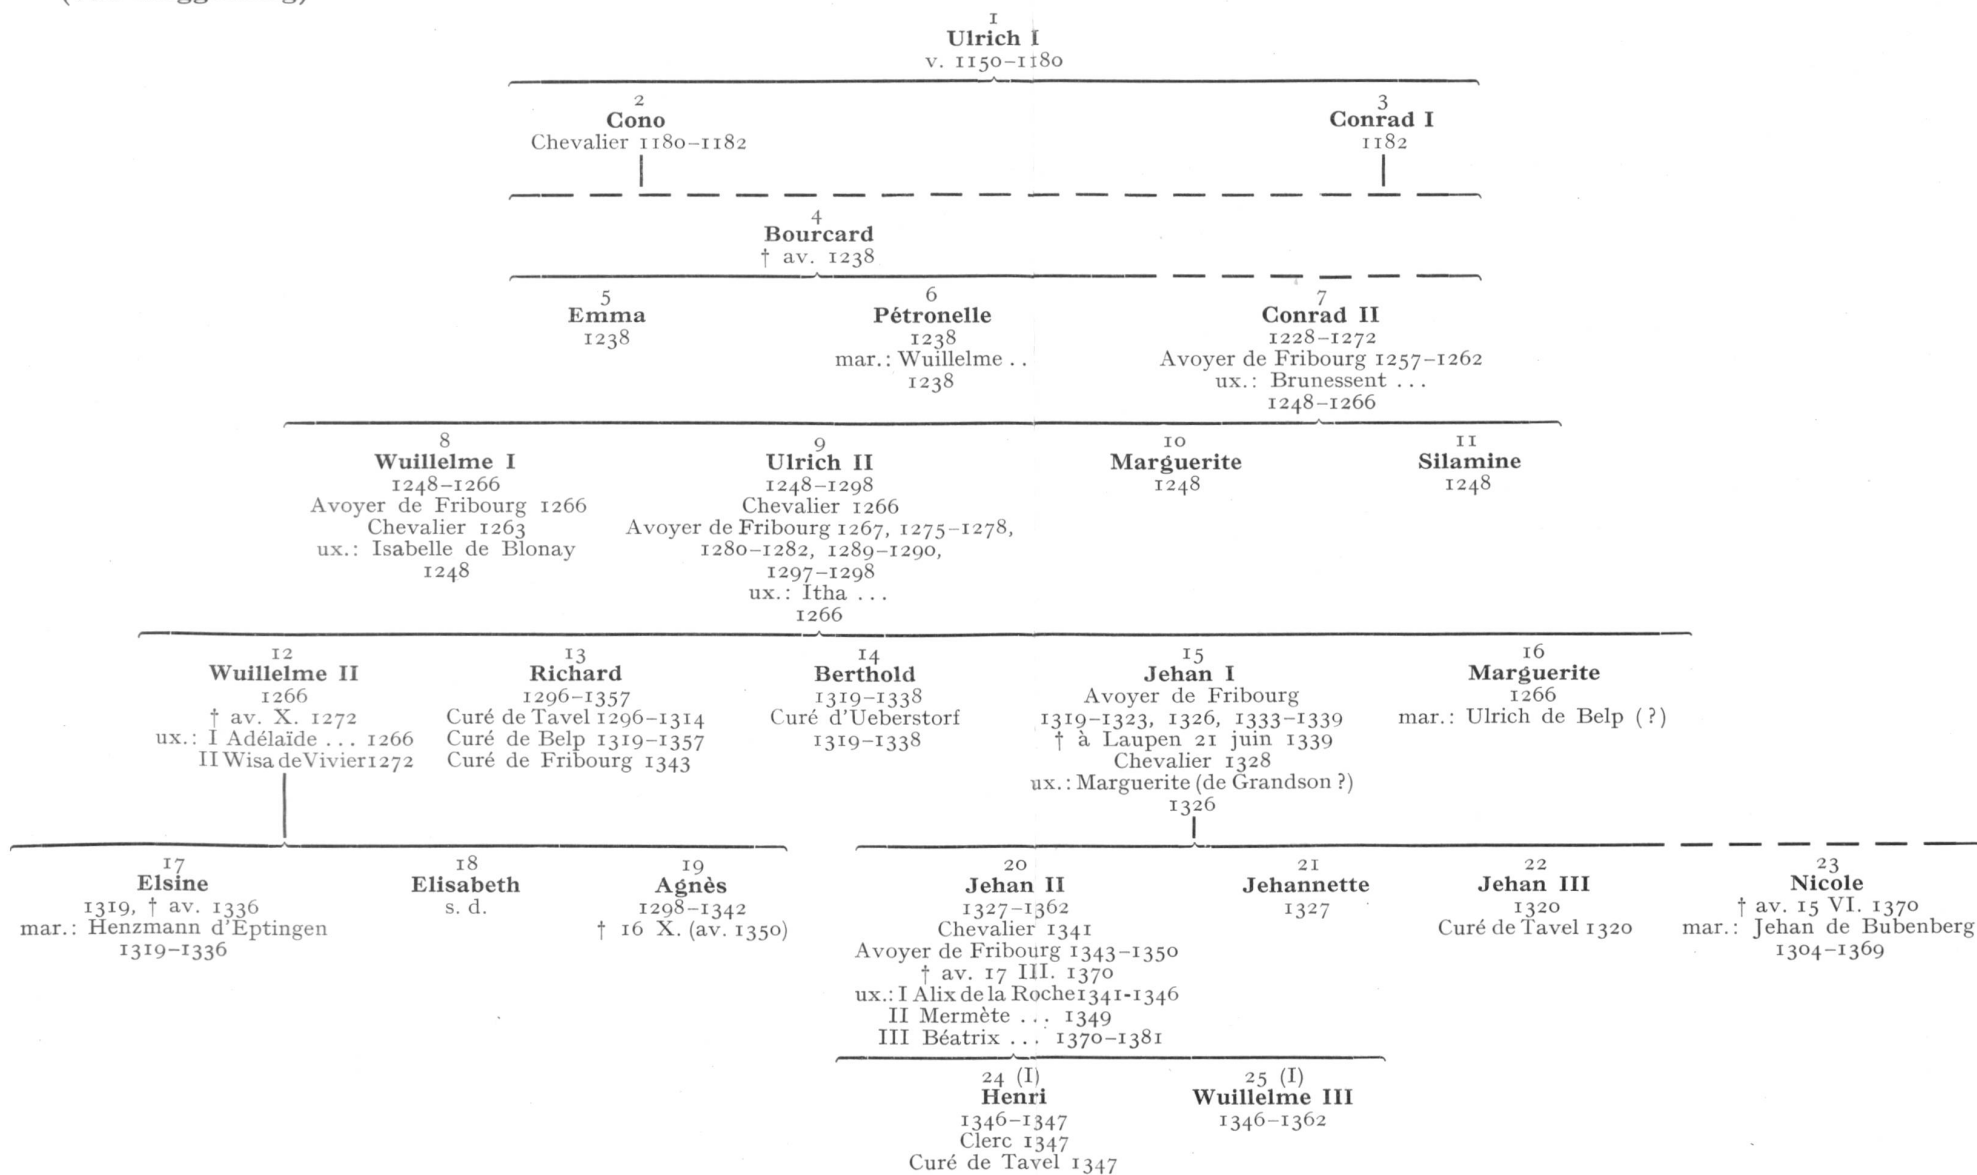 1
Ulrich I
v. 1150–1180
2
Cono
Chevalier 1180–1182
3
Conrad I
1182
4
Bourcard
† av. 1238
5
Emma
1238
6
Pétronelle
1238
mar.: Wuillelme ..
1238
7
Conrad II
1228–1272
Avoyer de Fribourg 1257–1262
ux.: Brunessent ...
1248–1266
8
Wuillelme I
1248–1266
Avoyer de Fribourg 1266
Chevalier 1263
ux.: Isabelle de Blonay
1248
9
Ulrich II
1248–1298
Chevalier 1266
Avoyer de Fribourg 1267, 1275–1278,
1280–1282, 1289–1290,
1297–1298
ux.: Itha ...
1266
10
Marguerite
1248
11
Silamine
1248
12
Wuillelme II
1266
† av. X. 1272
ux.: I Adélaïde ... 1266
II Wisa de Vivier 1272
13
Richard
1296–1357
Curé de Tavel 1296–1314
Curé de Belp 1319–1357
Curé de Fribourg 1343
14
Berthold
1319–1338
Curé d'Ueberstorf
1319–1338
15
Jehan I
Avoyer de Fribourg
1319–1323, 1326, 1333–1339
† à Laupen 21 juin 1339
Chevalier 1328
ux.: Marguerite (de Grandson ?)
1326
16
Marguerite
1266
mar.: Ulrich de Belp (?)
17
Elsine
1319, † av. 1336
mar.: Henzmann d'Eptingen
1319–1336
18
Elisabeth
s. d.
19
Agnès
1298–1342
† 16 X. (av. 1350)
20
Jehan II
1327–1362
Chevalier 1341
Avoyer de Fribourg 1343–1350
† av. 17 III. 1370
ux.: I Alix de la Roche 1341-1346
II Mermète ... 1349
III Béatrix ... 1370–1381
21
Jehannette
1327
22
Jehan III
1320
Curé de Tavel 1320
23
Nicole
† av. 15 VI. 1370
mar.: Jehan de Bubenberg
1304–1369
24 (I)
Henri
1346–1347
Clerc 1347
Curé de Tavel 1347
25 (I)
Wuillelme III
1346–1362